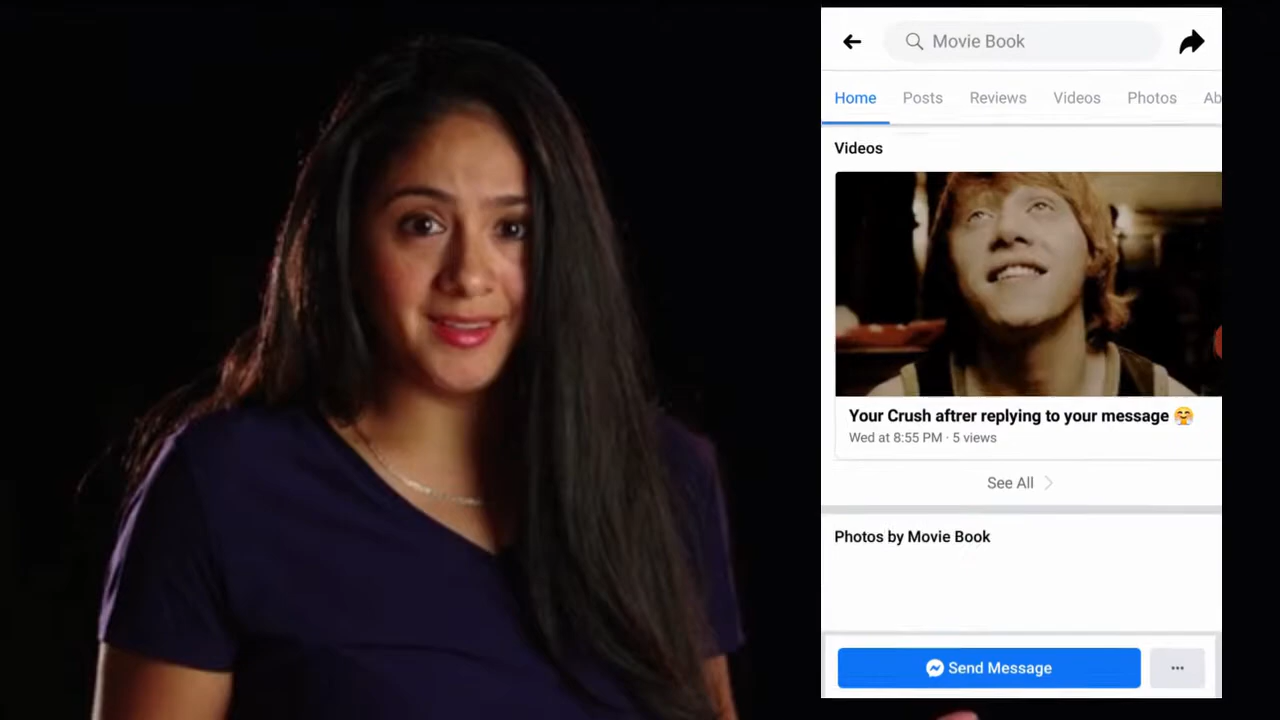 Movie Book
Home Posts Reviews Videos Photos Ab
Videos
Your Crush aftrer replying to your message 🤗
Wed at 8:55 PM · 5 views
See All
Photos by Movie Book
Send Message